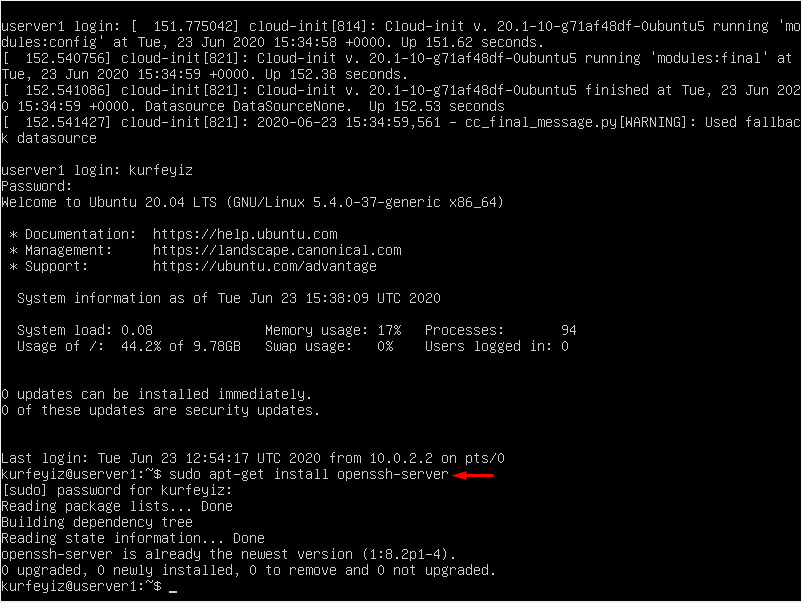 userver1 login: [  151.775042] cloud-init[814]: Cloud-init v. 20.1-10-g71af48df-0ubuntu5 running 'mo
dules:config' at Tue, 23 Jun 2020 15:34:58 +0000. Up 151.62 seconds.
[  152.540756] cloud-init[821]: Cloud-init v. 20.1-10-g71af48df-0ubuntu5 running 'modules:final' at
Tue, 23 Jun 2020 15:34:59 +0000. Up 152.38 seconds.
[  152.541086] cloud-init[821]: Cloud-init v. 20.1-10-g71af48df-0ubuntu5 finished at Tue, 23 Jun 202
0 15:34:59 +0000. Datasource DataSourceNone.  Up 152.53 seconds
[  152.541427] cloud-init[821]: 2020-06-23 15:34:59,561 - cc_final_message.py[WARNING]: Used fallbac
k datasource
userver1 login: kurfeyiz
Password:
Welcome to Ubuntu 20.04 LTS (GNU/Linux 5.4.0-37-generic x86_64)
 * Documentation:  https://help.ubuntu.com
 * Management:     https://landscape.canonical.com
 * Support:        https://ubuntu.com/advantage
  System information as of Tue Jun 23 15:38:09 UTC 2020
  System load: 0.08              Memory usage: 17%   Processes:       94
  Usage of /:  44.2% of 9.78GB   Swap usage:   0%    Users logged in: 0
0 updates can be installed immediately.
0 of these updates are security updates.
Last login: Tue Jun 23 12:54:17 UTC 2020 from 10.0.2.2 on pts/0
kurfeyiz@userver1:~$ sudo apt-get install openssh-server
[sudo] password for kurfeyiz:
Reading package lists... Done
Building dependency tree
Reading state information... Done
openssh-server is already the newest version (1:8.2p1-4).
0 upgraded, 0 newly installed, 0 to remove and 0 not upgraded.
kurfeyiz@userver1:~$ _